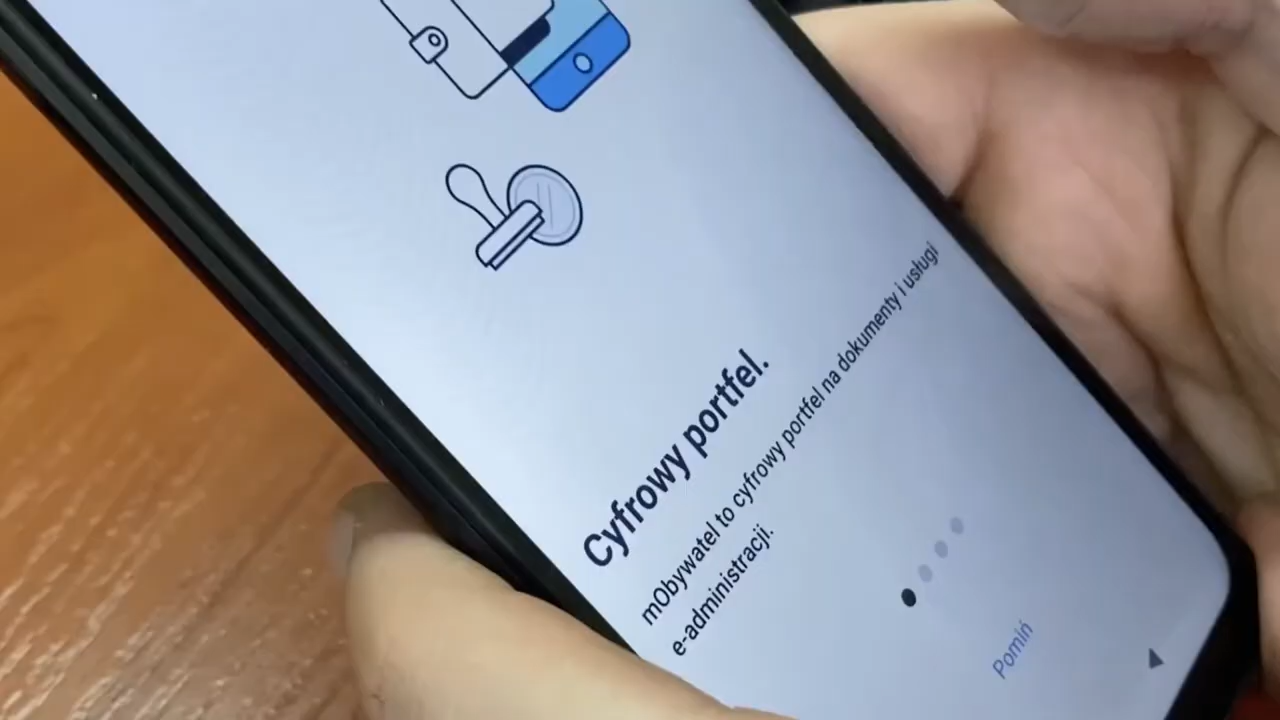 Cyfrowy portfel.
mObywatel to cyfrowy portfel na dokumenty i usługi
e-administracji.
Pomiń